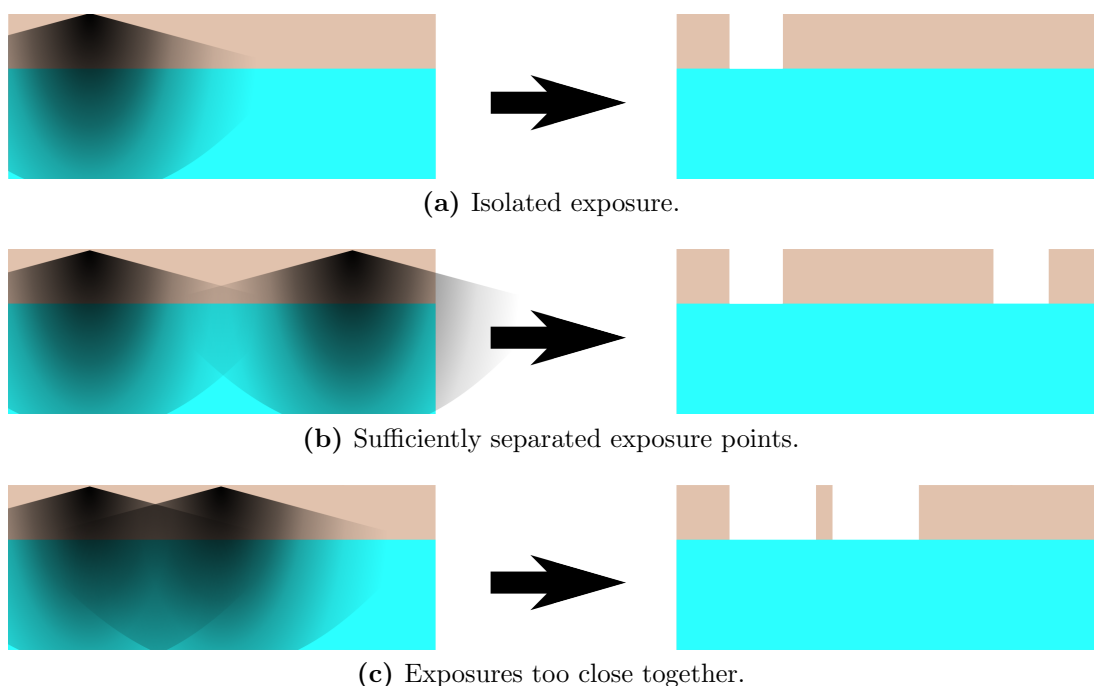 (a) Isolated exposure.
(b) Sufficiently separated exposure points.
(c) Exposures too close together.